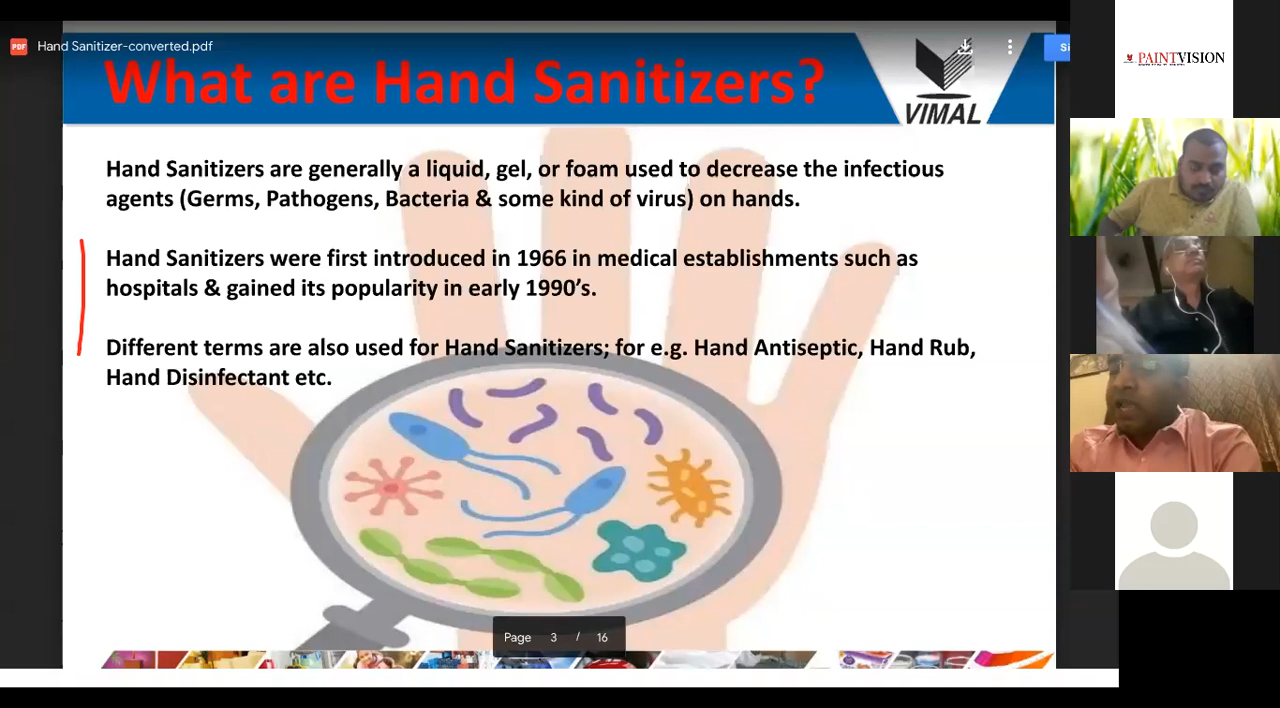 PDF Hand Sanitizer-converted.pdf
Si
What are Hand Sanitizers?
VIMAL
PAINTVISION
Hand Sanitizers are generally a liquid, gel, or foam used to decrease the infectious
agents (Germs, Pathogens, Bacteria & some kind of virus) on hands.
Hand Sanitizers were first introduced in 1966 in medical establishments such as
hospitals & gained its popularity in early 1990’s.
Different terms are also used for Hand Sanitizers; for e.g. Hand Antiseptic, Hand Rub,
Hand Disinfectant etc.
Page 3 / 16